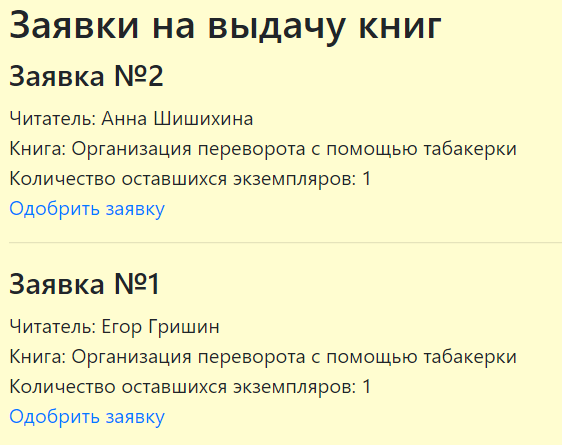 Заявки на выдачу книг
Заявка №2
Читатель: Анна Шишихина
Книга: Организация переворота с помощью табакерки
Количество оставшихся экземпляров: 1
Одобрить заявку
Заявка №1
Читатель: Егор Гришин
Книга: Организация переворота с помощью табакерки
Количество оставшихся экземпляров: 1
Одобрить заявку